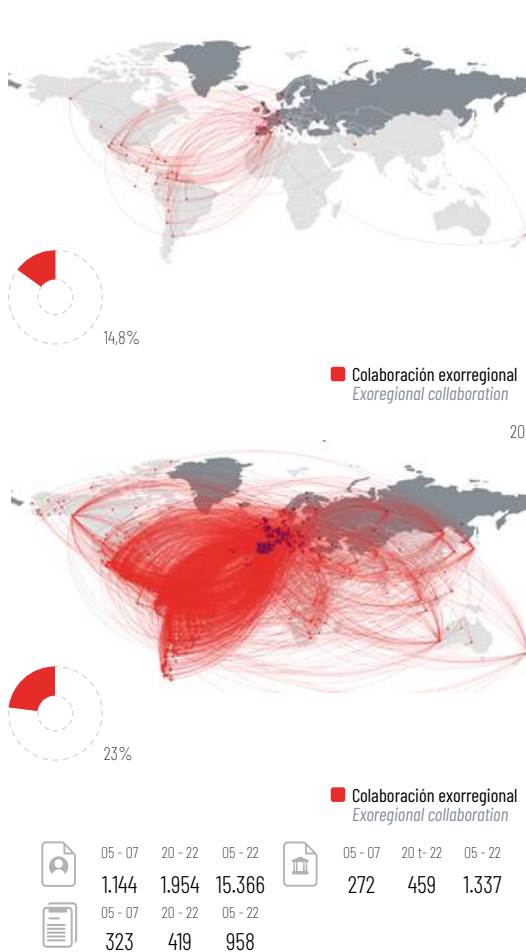 14,8%
Colaboración exorregional
Exoregional collaboration
20
23%
Colaboración exorregional
Exoregional collaboration
05 - 07 20 - 22 05 - 22
1.144 1.954 15.366
05 - 07 20 t- 22 05 - 22
272 459 1.337
05 - 07 20 - 22 05 - 22
323 419 958